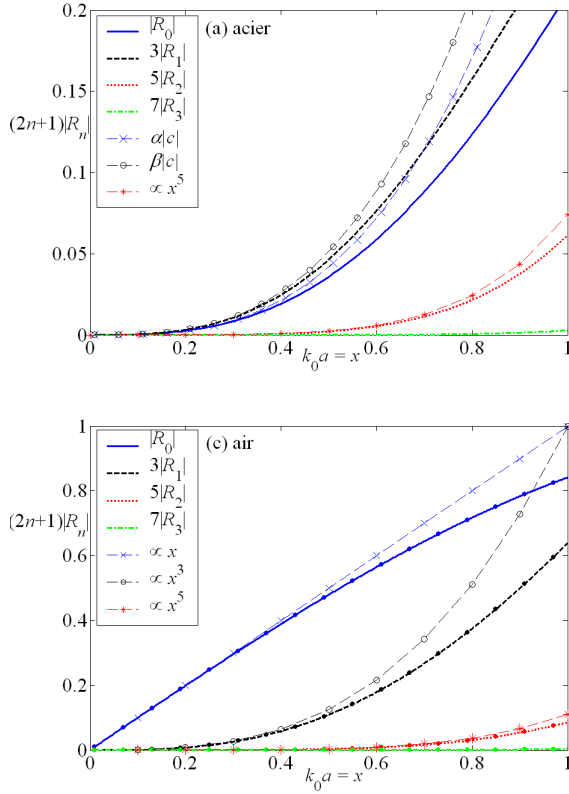 (a) acier
|R₀|
3|R₁|
5|R₂|
7|R₃|
α|c|
β|c|
∝ x⁵
(2n+1)|Rₙ|
0.2
0.15
0.1
0.05
0
0 0.2 0.4 0.6 0.8 1
k₀a = x
(c) air
|R₀|
3|R₁|
5|R₂|
7|R₃|
∝ x
∝ x³
∝ x⁵
(2n+1)|Rₙ|
1
0.8
0.6
0.4
0.2
0
0 0.2 0.4 0.6 0.8 1
k₀a = x